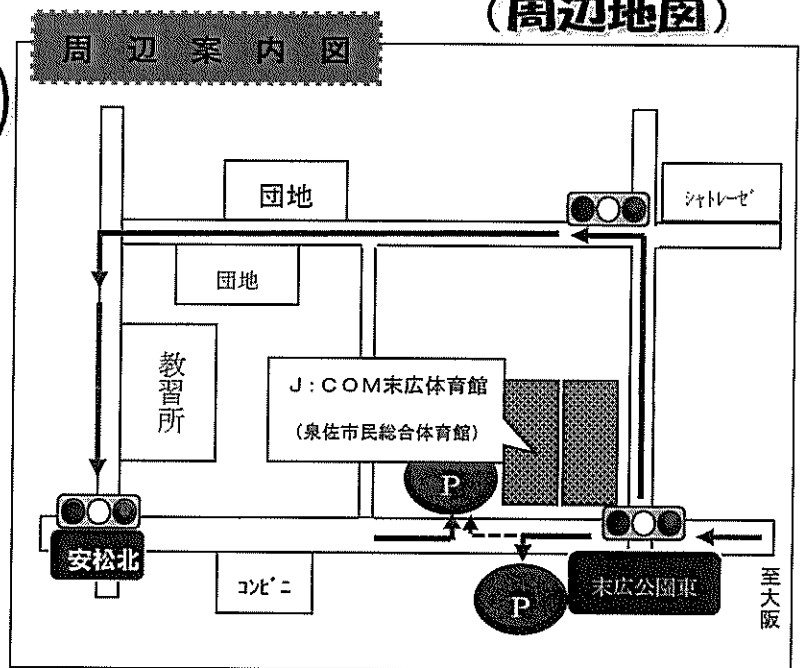 (周辺地図)
周辺案内図
団地
シャトレーゼ
団地
教習所
J:COM末広体育館
(泉佐市民総合体育館)
P
安松北
コンビニ
P
末広公園東
至大阪